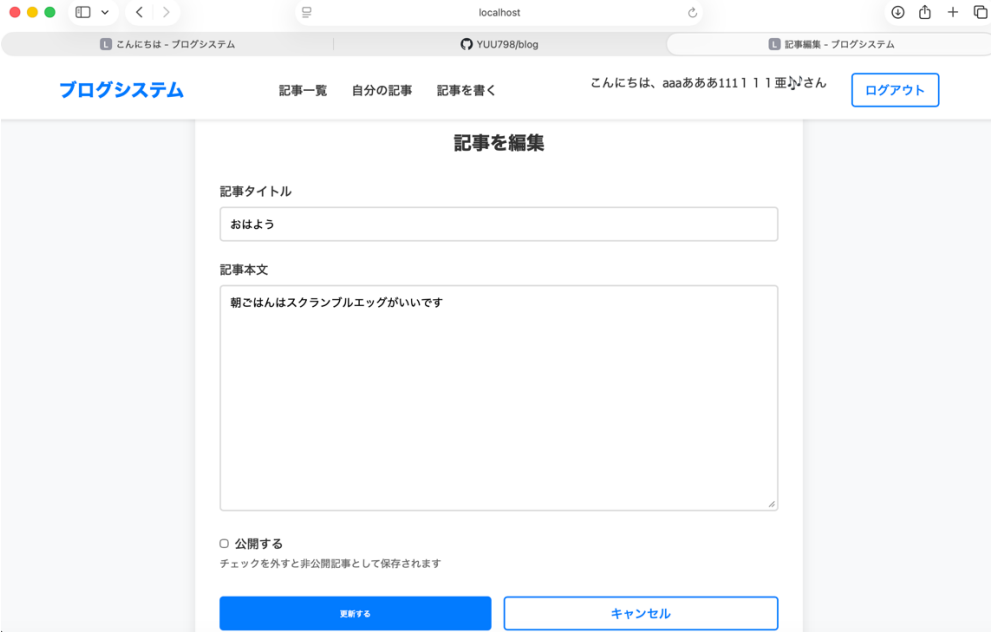 localhost
こんにちは - ブログシステム
YUU798/blog
記事編集 - ブログシステム
ブログシステム
記事一覧
自分の記事
記事を書く
こんにちは、aaaあああ111１１１亜🎶さん
ログアウト
記事を編集
記事タイトル
おはよう
記事本文
朝ごはんはスクランブルエッグがいいです
公開する
チェックを外すと非公開記事として保存されます
更新する
キャンセル